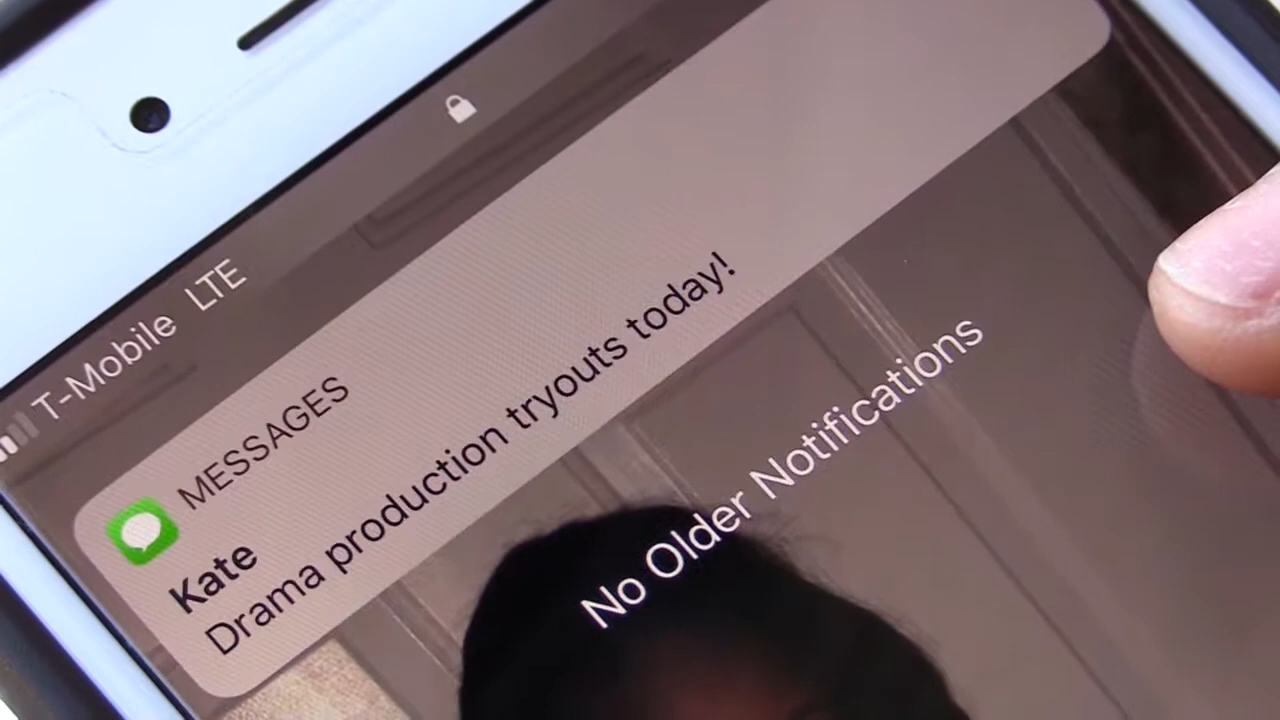 T-Mobile LTE
MESSAGES
Kate
Drama production tryouts today!
No Older Notifications